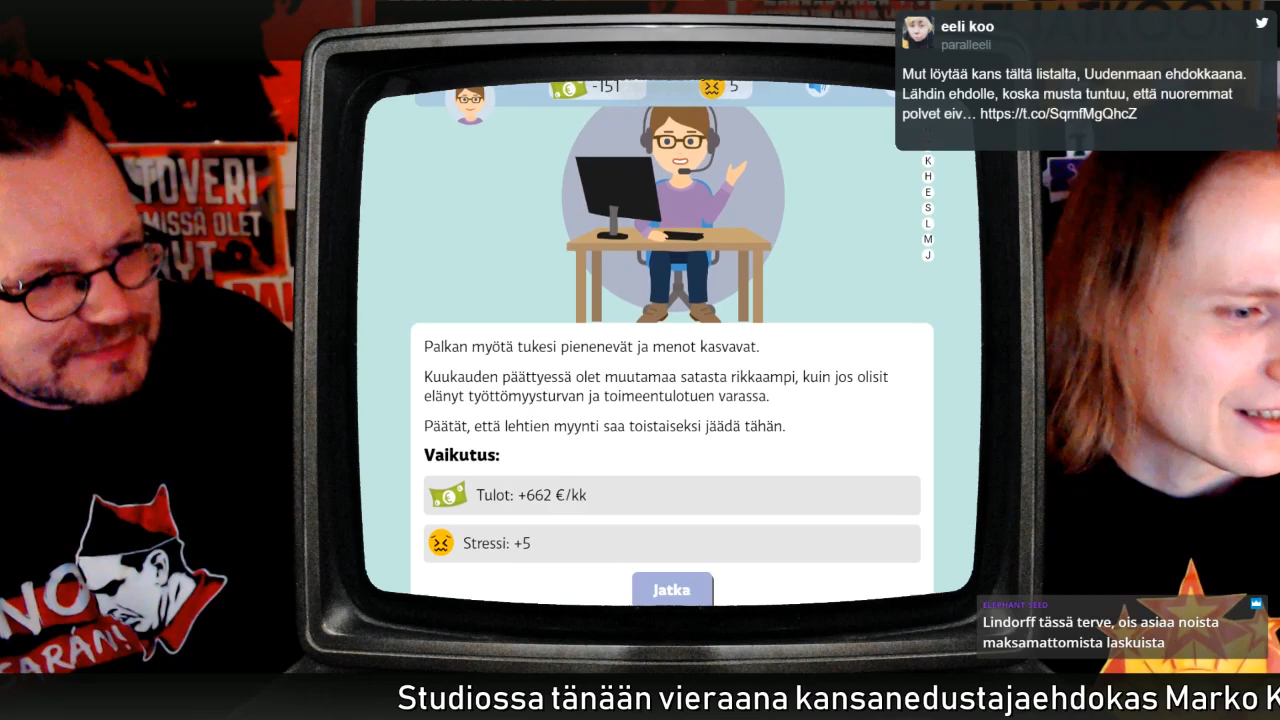 eeli koo
paralleeli
Mut löytää kans tältä listalta, Uudenmaan ehdokkaana.
Lähdin ehdolle, koska musta tuntuu, että nuoremmat
polvet eiv… https://t.co/SqmfMgQhcZ
-151
5
TOVERI
MISSÄ OLET
NYT
K
H
E
S
L
M
J
Palkan myötä tukesi pienenevät ja menot kasvavat.
Kuukauden päättyessä olet muutamaa satasta rikkaampi, kuin jos olisit
elänyt työttömyysturvan ja toimeentulotuen varassa.
Päätät, että lehtien myynti saa toistaiseksi jäädä tähän.
Vaikutus:
Tulot: +662 €/kk
Stressi: +5
Jatka
NO
SARÁN!
ELEPHANT SEED
Lindorff tässä terve, ois asiaa noista
maksamattomista laskuista
Studiossa tänään vieraana kansanedustajaehdokas Marko K